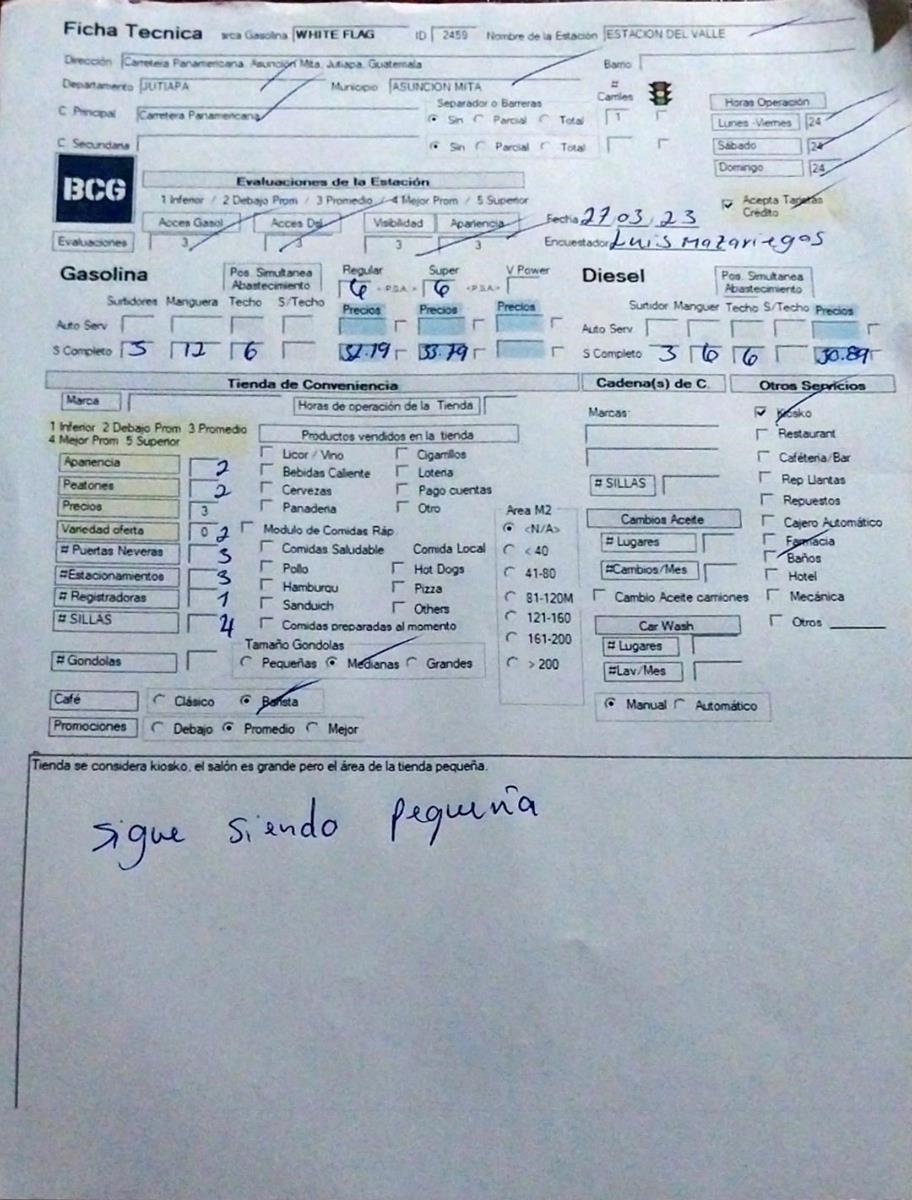 Ficha Tecnica arca Gasolina WHITE FLAG ID 2459 Nombre de la Estación ESTACION DEL VALLE
Dirección Carretera Panamericana, Asunción Mita, Jutiapa, Guatemala Barrio
Departamento JUTIAPA Municipio ASUNCION MITA # Carriles
C Principal Carretera Panamericana Separador o Barreras Sin Parcial Total 1
C. Secundaria Sin Parcial Total
Horas Operación
Lunes -Viernes 24
Sábado 24
Domingo 24
BCG
Evaluaciones de la Estación
1 Inferior / 2 Debajo Prom / 3 Promedio / 4 Mejor Prom / 5 Superior
Acepta Tarjetas Crédito
Acces Gasol Acces Dsl Visibilidad Apariencia Fecha 27 03 23
Evaluaciones 3 3 3 3 Encuestador Luis Mazariegos
Gasolina Pos. Simultanea Abastecimiento Regular Super V Power
6 < P.S.A. > 6 <P.S.A.>
Surtidores Manguera Techo S/Techo Precios Precios Precios
Auto Serv
S Completo 3 12 6 32.19 33.79
Diesel Pos. Simultanea Abastecimiento
Surtidor Manguer Techo S/Techo Precios
Auto Serv
S Completo 3 6 6 30.89
Tienda de Conveniencia
Marca Horas de operación de la Tienda
1 Inferior 2 Debajo Prom 3 Promedio
4 Mejor Prom 5 Superior
Apariencia 2
Peatones 2
Precios 3
Variedad oferta 0 2
# Puertas Neveras 3
#Estacionamientos 3
# Registradoras 1
# SILLAS 4
# Gondolas
Productos vendidos en la tienda
Licor / Vino Cigarrillos
Bebidas Caliente Loteria
Cervezas Pago cuentas
Panaderia Otro
Modulo de Comidas Ráp
Comidas Saludable Comida Local
Pollo Hot Dogs
Hamburgu Pizza
Sanduich Others
Comidas preparadas al momento
Tamaño Gondolas
Pequeñas Medianas Grandes
Area M2
<N/A>
< 40
41-80
81-120M
121-160
161-200
> 200
Café Clásico Barista
Promociones Debajo Promedio Mejor
Cadena(s) de C.
Marcas:
# SILLAS
Cambios Aceite
# Lugares
#Cambios/Mes
Cambio Aceite camiones
Car Wash
# Lugares
#Lav/Mes
Manual Automático
Otros Servicios
Kiosko
Restaurant
Caféteria/Bar
Rep Llantas
Repuestos
Cajero Automático
Farmacia
Baños
Hotel
Mecánica
Otros
Tienda se considera kiosko, el salón es grande pero el área de la tienda pequeña.
sigue siendo pequeña